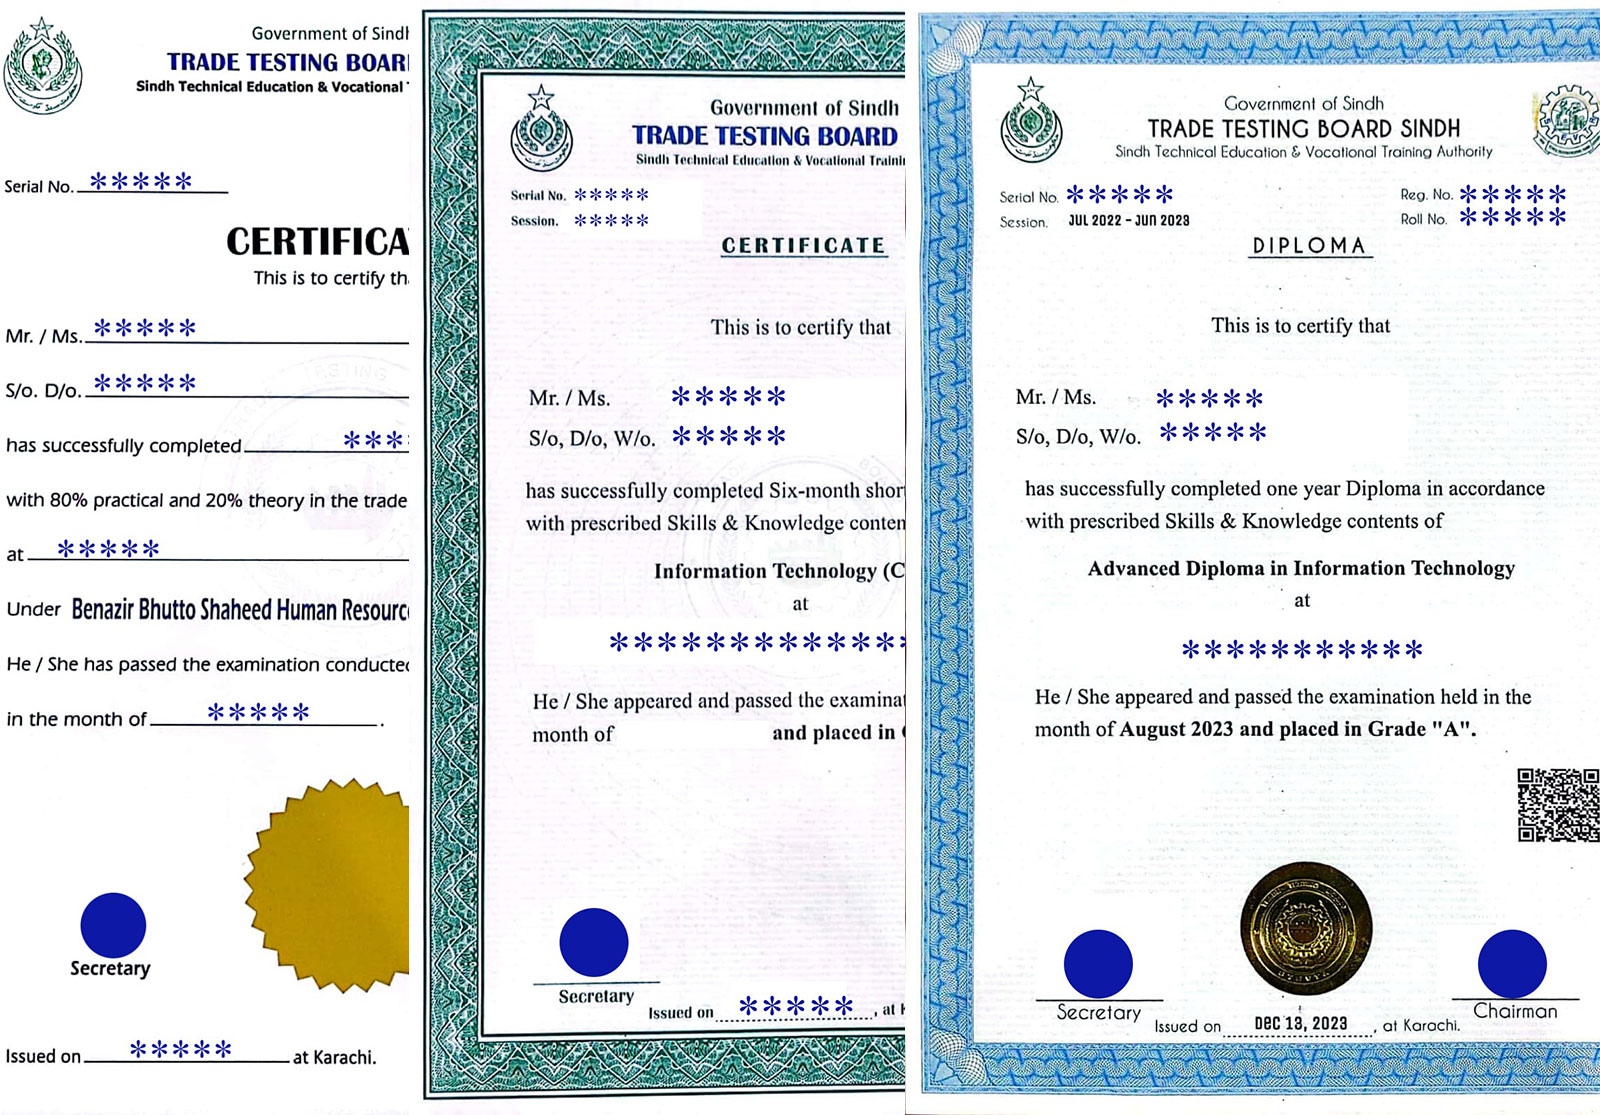 Government of Sindh
TRADE TESTING BOAR
Sindh Technical Education & Vocational
Serial No. *****
CERTIFICA
This is to certify th
Mr. / Ms. *****
S/o. D/o. *****
has successfully completed ***
with 80% practical and 20% theory in the trade
at *****
Under Benazir Bhutto Shaheed Human Resourc
He / She has passed the examination conducted
in the month of ***** .
Secretary
Issued on ***** at Karachi.
Government of Sindh
TRADE TESTING BOARD
Sindh Technical Education & Vocational Trainin
Serial No. *****
Session. *****
CERTIFICATE
This is to certify that
Mr. / Ms. *****
S/o, D/o, W/o. *****
has successfully completed Six-month shor
with prescribed Skills & Knowledge conten
Information Technology (C
at
*************
He / She appeared and passed the examinat
month of and placed in
Secretary
Issued on ***** , at
Government of Sindh
TRADE TESTING BOARD SINDH
Sindh Technical Education & Vocational Training Authority
Serial No. ***** Reg. No. *****
Session. JUL 2022 - JUN 2023 Roll No. *****
DIPLOMA
This is to certify that
Mr. / Ms. *****
S/o, D/o, W/o. *****
has successfully completed one year Diploma in accordance
with prescribed Skills & Knowledge contents of
Advanced Diploma in Information Technology
at
***********
He / She appeared and passed the examination held in the
month of August 2023 and placed in Grade "A".
Secretary
Chairman
Issued on DEC 13, 2023 , at Karachi.